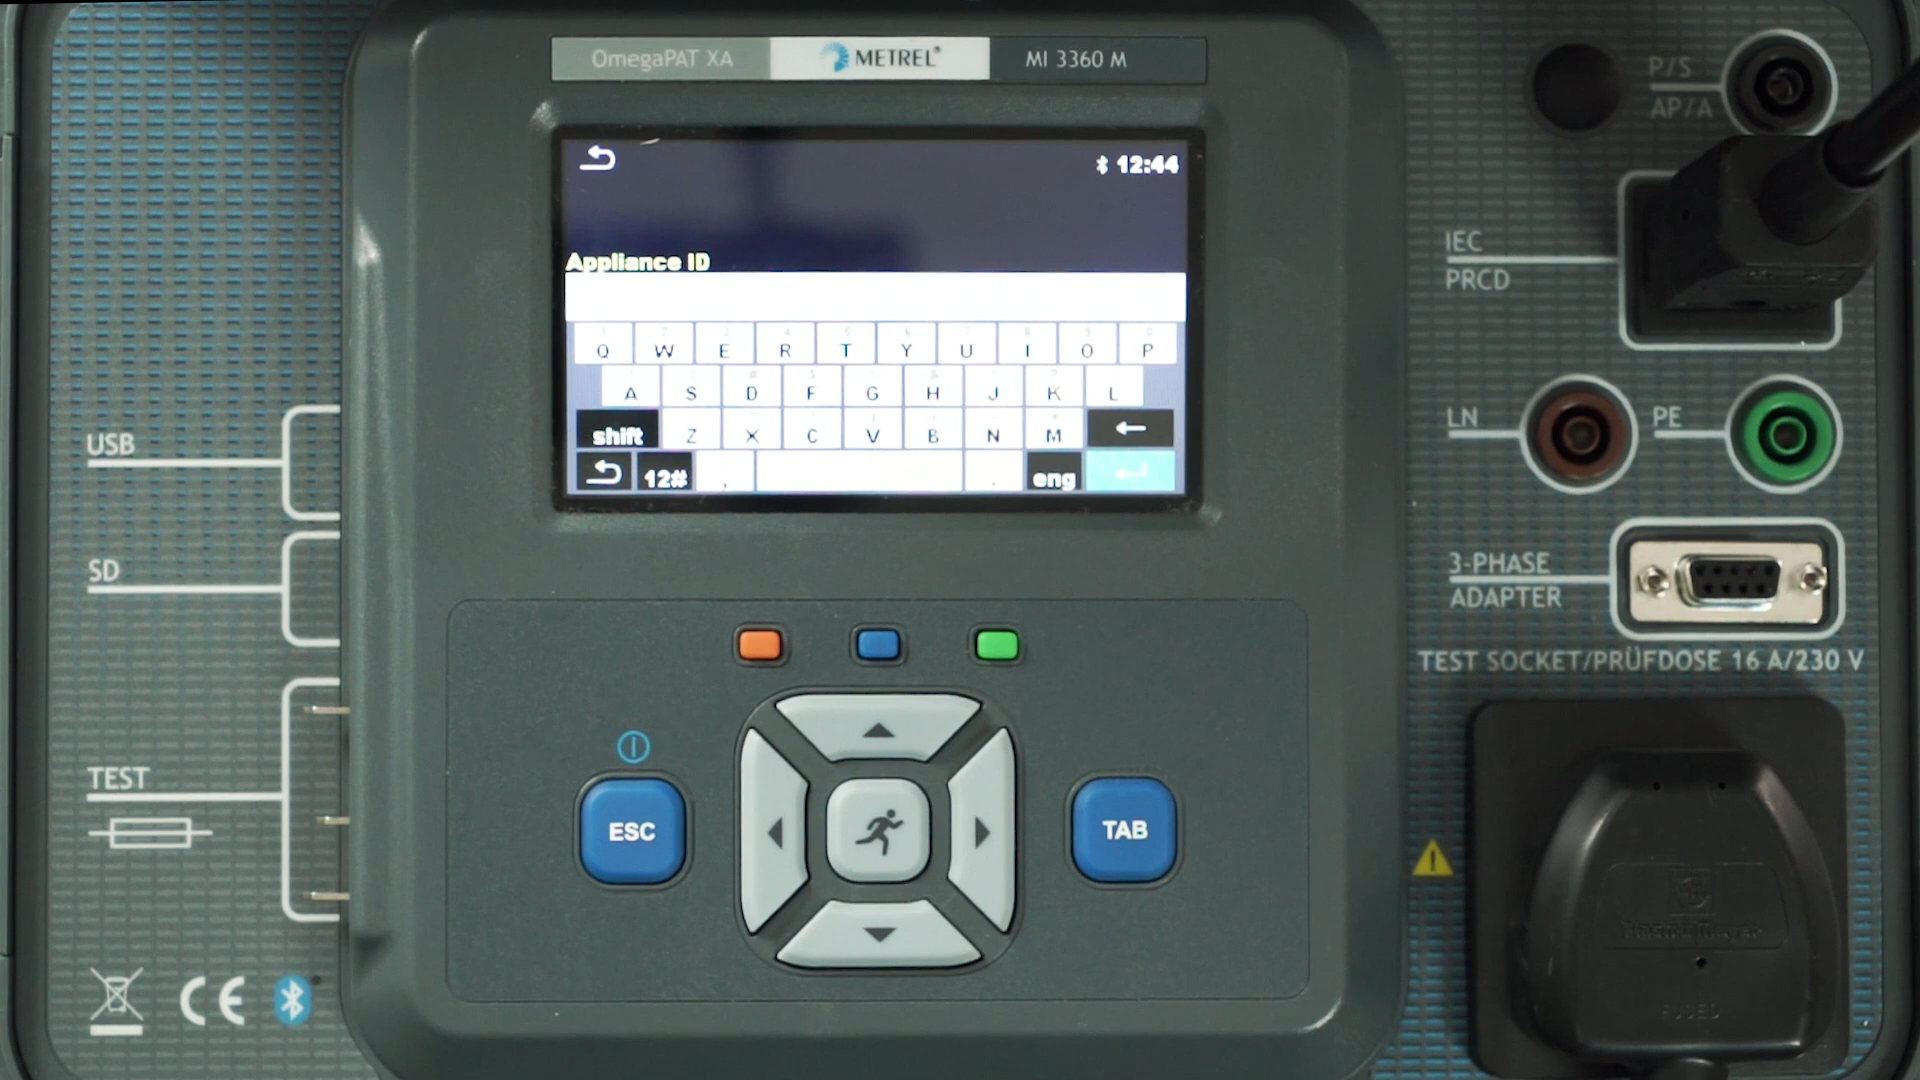 OmegaPAT XA
METREL®
MI 3360 M
12:44
Appliance ID
Q W E R T Y U I O P
A S D F G H J K L
shift Z X C V B N M
12# , . eng
P/S
AP/A
IEC
PRCD
LN
PE
3-PHASE
ADAPTER
TEST SOCKET/PRÜFDOSE 16 A/230 V
USB
SD
TEST
ESC
TAB
CE
FUSED